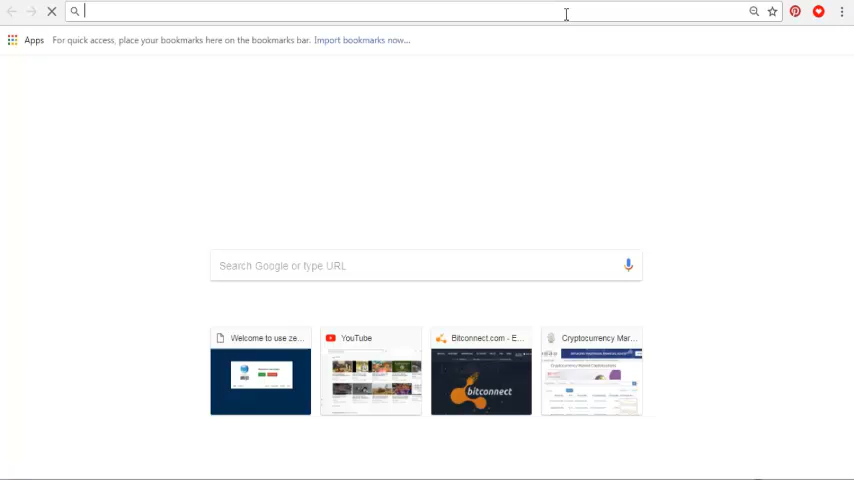 Apps For quick access, place your bookmarks here on the bookmarks bar. Import bookmarks now...
Search Google or type URL
Welcome to use ze...
YouTube
Bitconnect.com - E...
Cryptocurrency Mar...
bitconnect